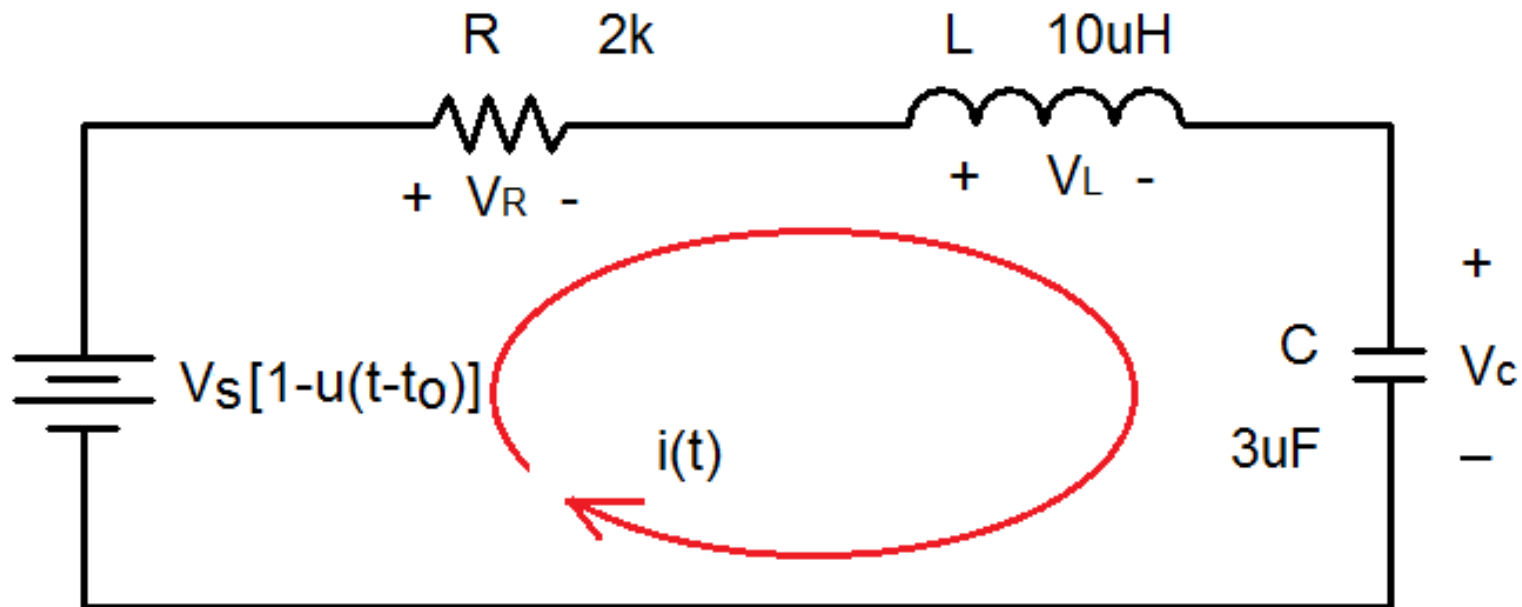 R 2k L 10uH
+ VR - + VL -
+
Vs[1-u(t-to)] C Vc
i(t) 3uF –